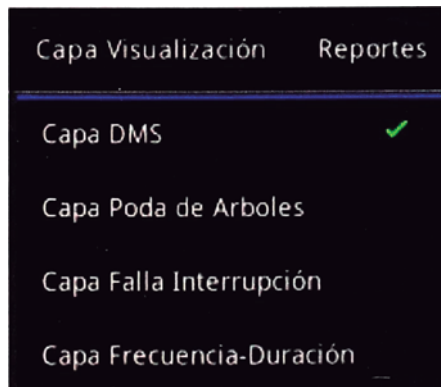 Capa Visualización Reportes
Capa DMS
Capa Poda de Arboles
Capa Falla Interrupción
Capa Frecuencia-Duración